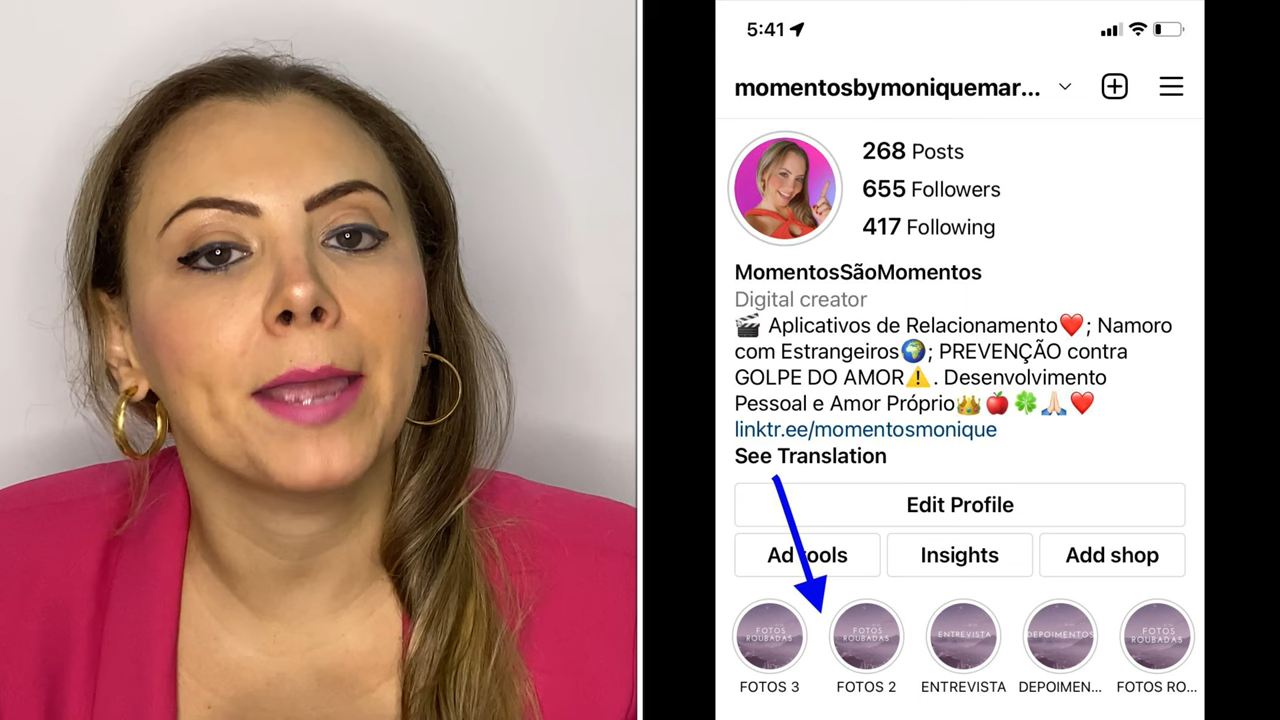 5:41
momentosbymoniquemar...
268 Posts
655 Followers
417 Following
MomentosSãoMomentos
Digital creator
🎬 Aplicativos de Relacionamento❤️; Namoro
com Estrangeiros🌍; PREVENÇÃO contra
GOLPE DO AMOR⚠️. Desenvolvimento
Pessoal e Amor Próprio👑🍎🍀🙏🏻❤️
linktr.ee/momentosmonique
See Translation
Edit Profile
Ad tools
Insights
Add shop
FOTOS
ROUBADAS
FOTOS
ROUBADAS
ENTREVISTA
DEPOIMENTOS
FOTOS
ROUBADAS
FOTOS 3
FOTOS 2
ENTREVISTA
DEPOIMEN...
FOTOS RO...